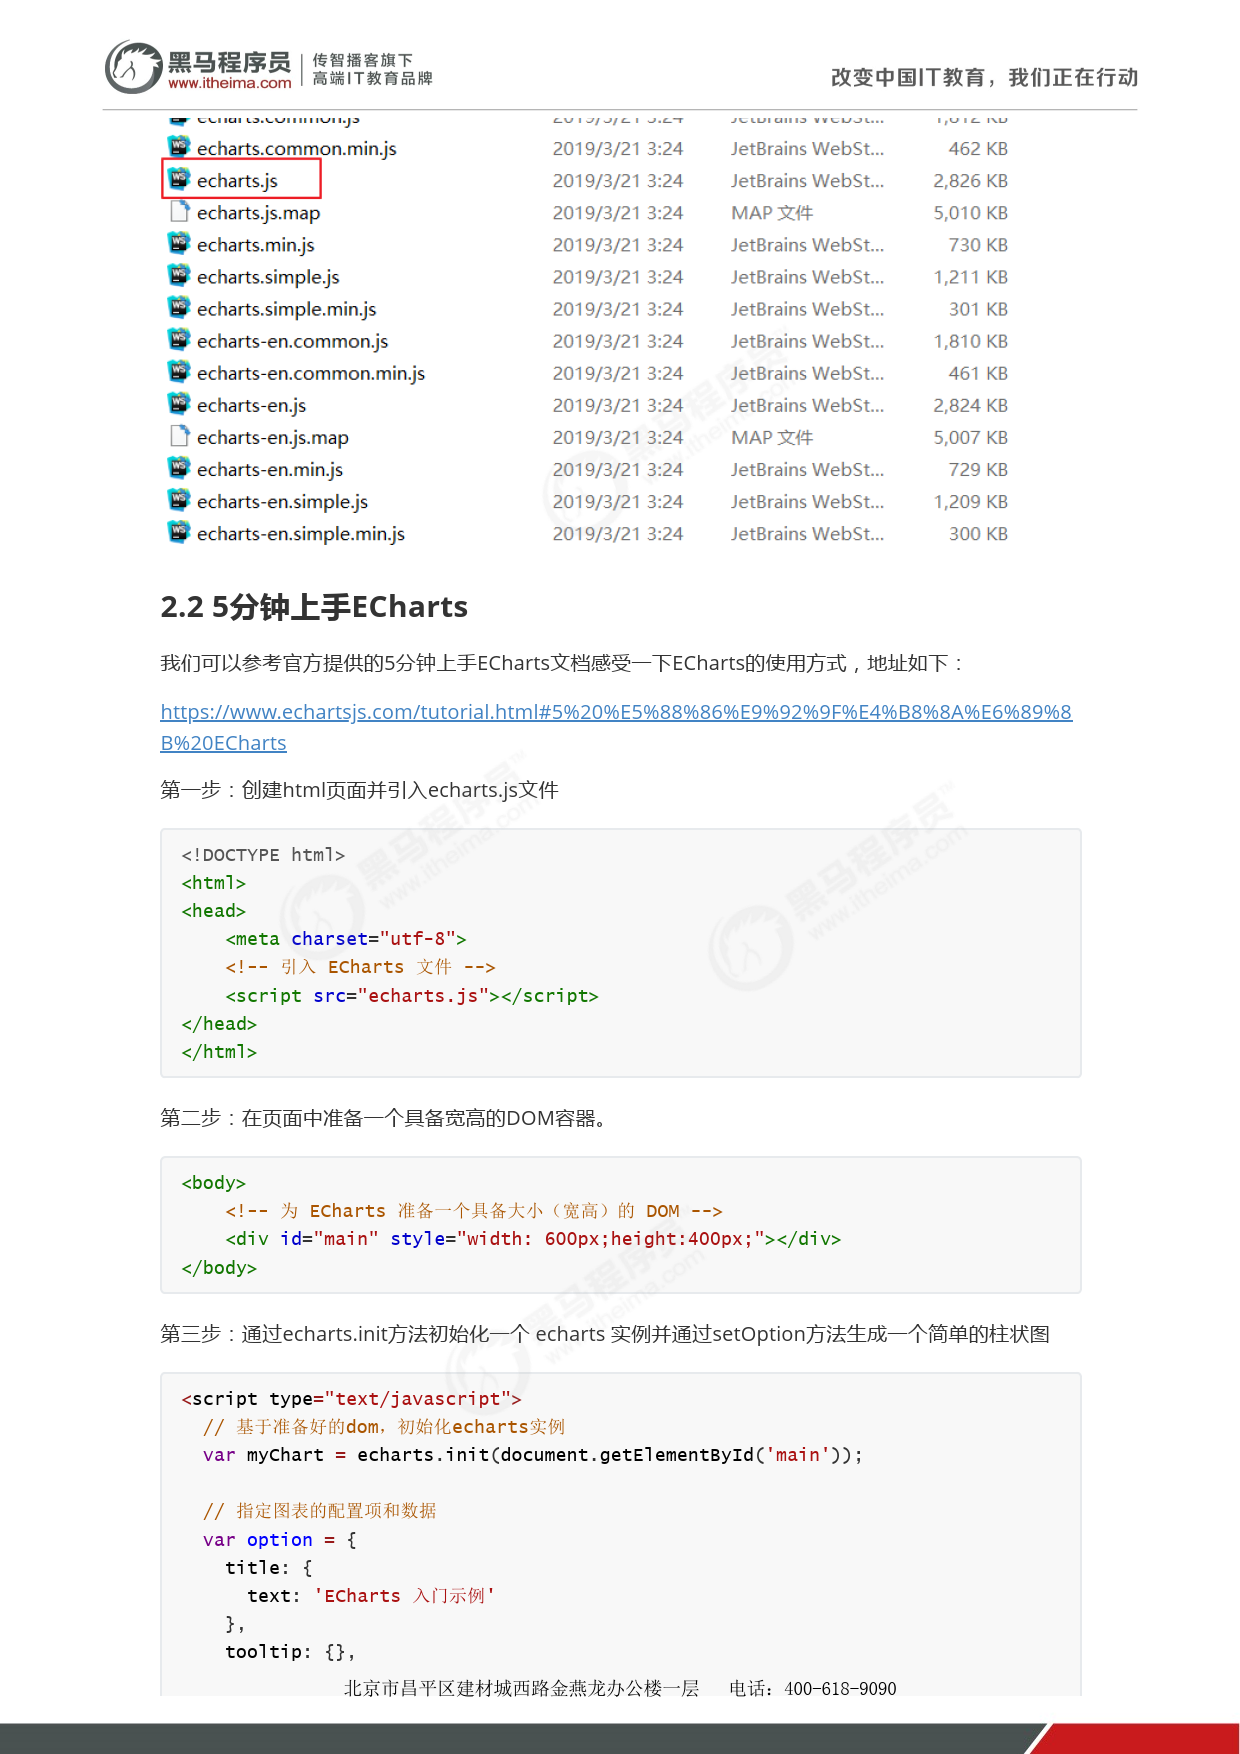 黑马程序员
www.itheima.com
传智播客旗下
高端IT教育品牌
改变中国IT教育，我们正在行动
echarts.common.js 2019/3/21 3:24 JetBrains WebSt... 1,812 KB
echarts.common.min.js 2019/3/21 3:24 JetBrains WebSt... 462 KB
echarts.js 2019/3/21 3:24 JetBrains WebSt... 2,826 KB
echarts.js.map 2019/3/21 3:24 MAP 文件 5,010 KB
echarts.min.js 2019/3/21 3:24 JetBrains WebSt... 730 KB
echarts.simple.js 2019/3/21 3:24 JetBrains WebSt... 1,211 KB
echarts.simple.min.js 2019/3/21 3:24 JetBrains WebSt... 301 KB
echarts-en.common.js 2019/3/21 3:24 JetBrains WebSt... 1,810 KB
echarts-en.common.min.js 2019/3/21 3:24 JetBrains WebSt... 461 KB
echarts-en.js 2019/3/21 3:24 JetBrains WebSt... 2,824 KB
echarts-en.js.map 2019/3/21 3:24 MAP 文件 5,007 KB
echarts-en.min.js 2019/3/21 3:24 JetBrains WebSt... 729 KB
echarts-en.simple.js 2019/3/21 3:24 JetBrains WebSt... 1,209 KB
echarts-en.simple.min.js 2019/3/21 3:24 JetBrains WebSt... 300 KB
2.2 5分钟上手ECharts
我们可以参考官方提供的5分钟上手ECharts文档感受一下ECharts的使用方式，地址如下：
https://www.echartsjs.com/tutorial.html#5%20%E5%88%86%E9%92%9F%E4%B8%8A%E6%89%8
B%20ECharts
第一步：创建html页面并引入echarts.js文件
<!DOCTYPE html>
<html>
<head>
    <meta charset="utf-8">
    <!-- 引入 ECharts 文件 -->
    <script src="echarts.js"></script>
</head>
</html>
第二步：在页面中准备一个具备宽高的DOM容器。
<body>
    <!-- 为 ECharts 准备一个具备大小（宽高）的 DOM -->
    <div id="main" style="width: 600px;height:400px;"></div>
</body>
第三步：通过echarts.init方法初始化一个 echarts 实例并通过setOption方法生成一个简单的柱状图
<script type="text/javascript">
  // 基于准备好的dom，初始化echarts实例
  var myChart = echarts.init(document.getElementById('main'));
  // 指定图表的配置项和数据
  var option = {
    title: {
      text: 'ECharts 入门示例'
    },
    tooltip: {},
北京市昌平区建材城西路金燕龙办公楼一层 电话：400-618-9090